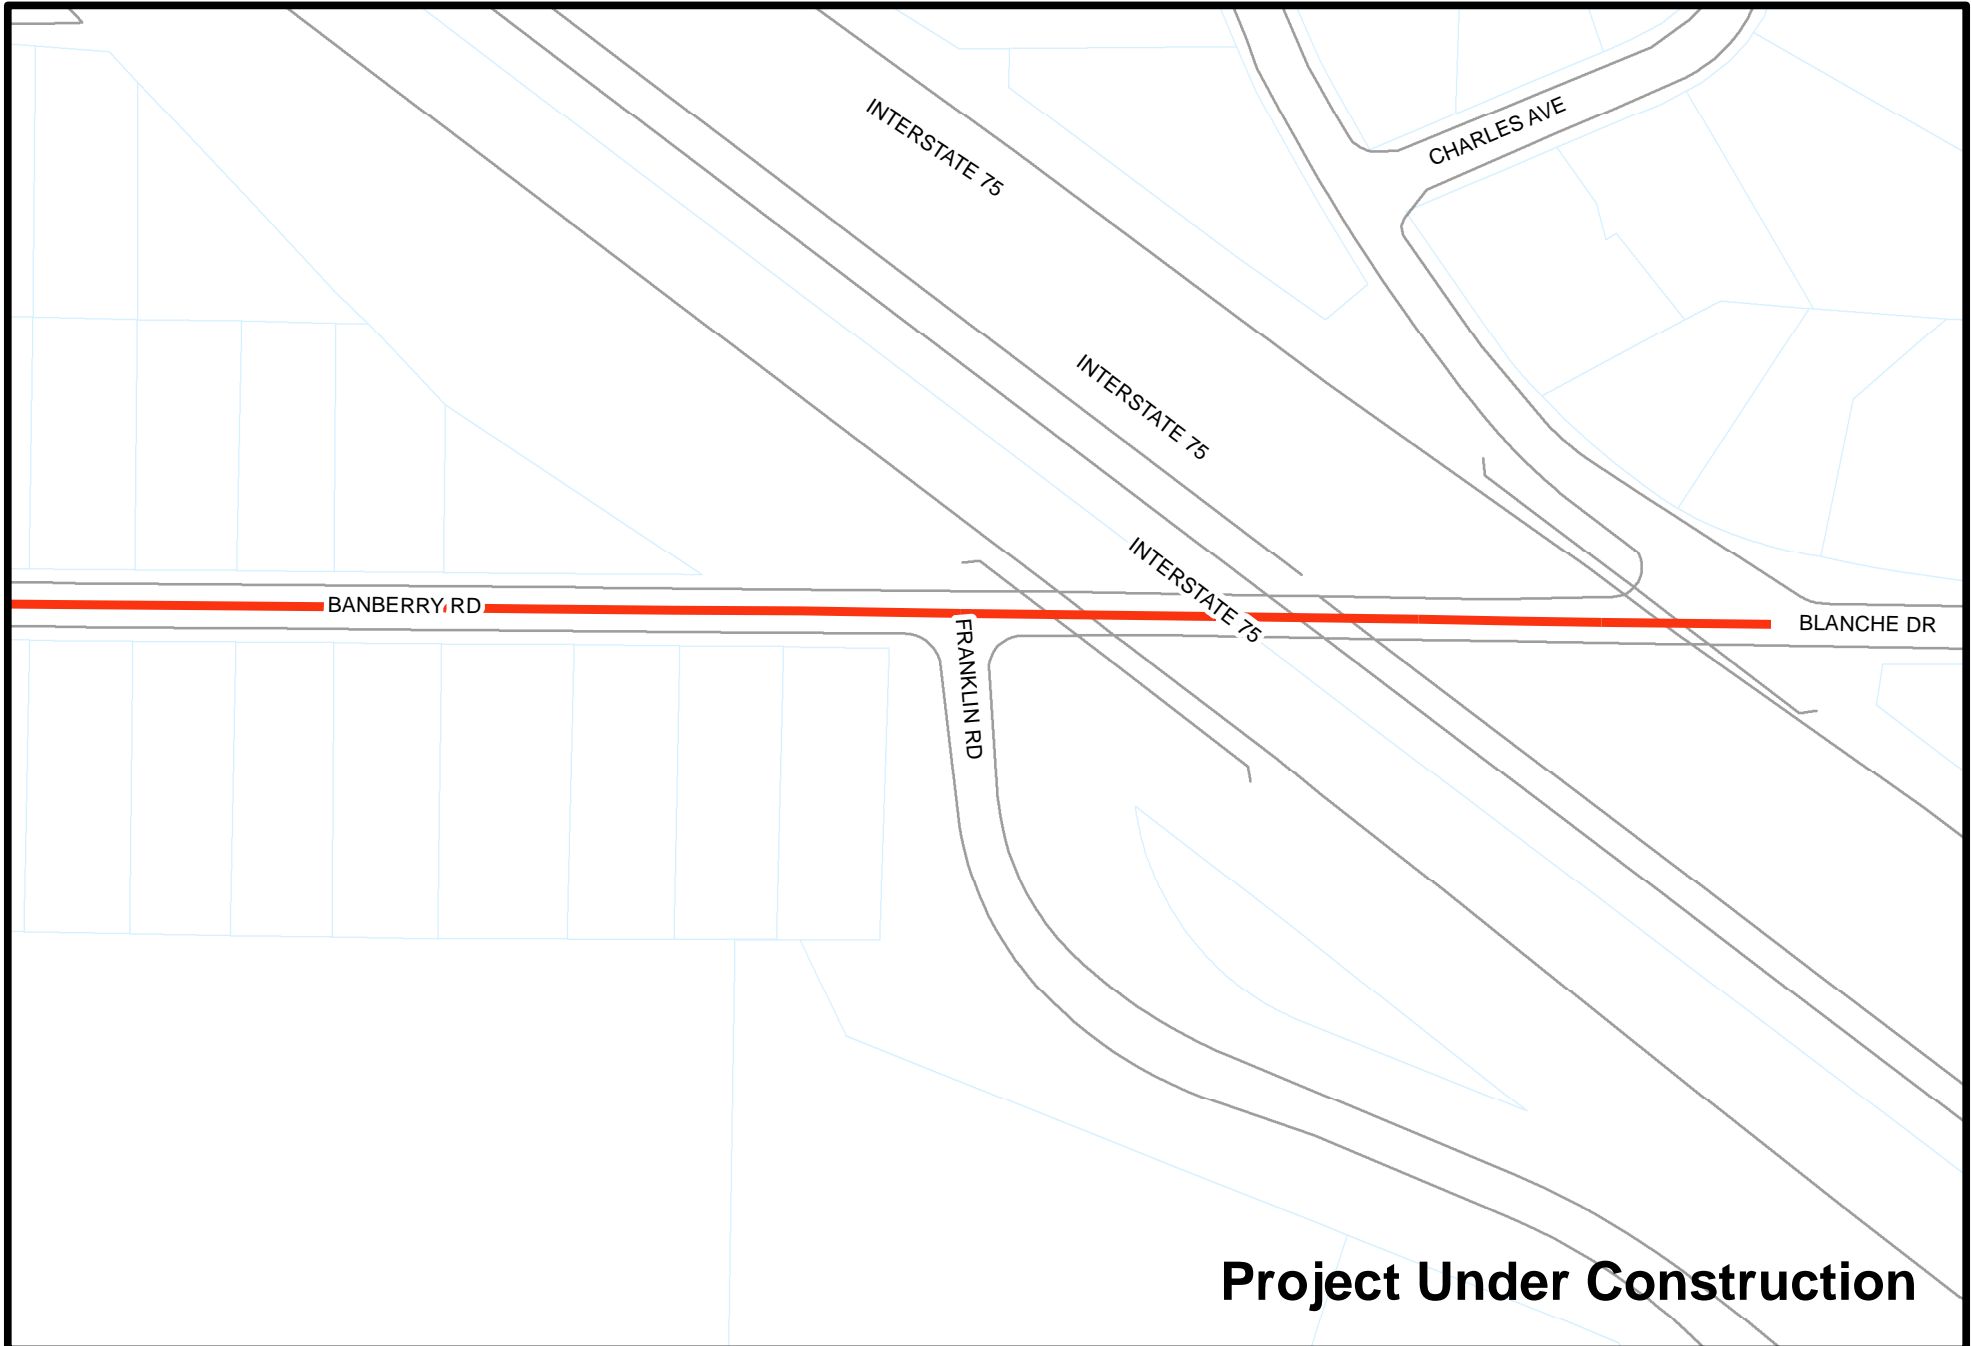 INTERSTATE 75
CHARLES AVE
INTERSTATE 75
INTERSTATE 75
BANBERRY RD
FRANKLIN RD
BLANCHE DR
Project Under Construction